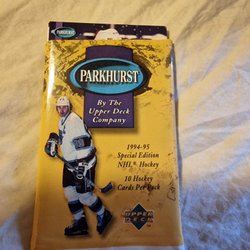 PARKHURST
PARKHURST
By The
Upper Deck
Company
1994-95
Special Edition
NHL® Hockey
10 Hockey
Cards Per Pack
UPPER DECK